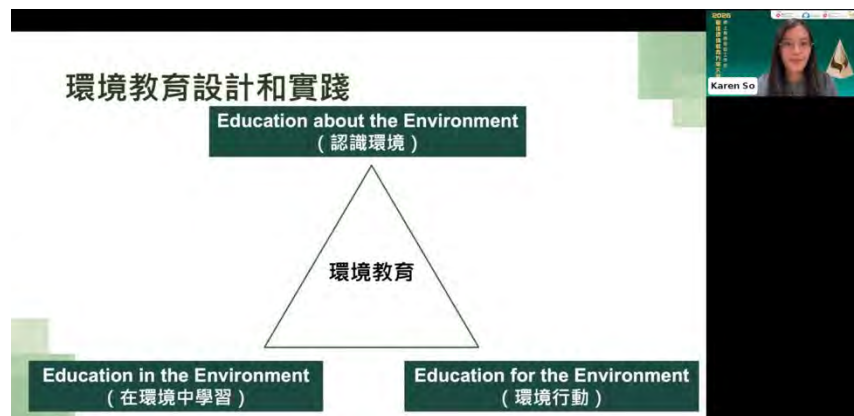 環境教育設計和實踐
Education about the Environment
（認識環境）
環境教育
Education in the Environment
（在環境中學習）
Education for the Environment
（環境行動）
2026
Karen So